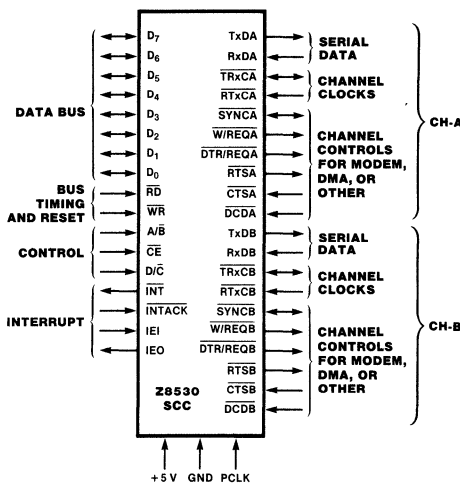 DATA BUS
BUS
TIMING
AND RESET
CONTROL
INTERRUPT
D7
D6
D5
D4
D3
D2
D1
D0
RD
WR
A/B
CE
D/C
INT
INTACK
IEI
IEO
TxDA
RxDA
TRxCA
RTxCA
SYNCA
W/REQA
DTR/REQA
RTSA
CTSA
DCDA
TxDB
RxDB
TRxCB
RTxCB
SYNCB
W/REQB
DTR/REQB
RTSB
CTSB
DCDB
Z8530
SCC
SERIAL
DATA
CHANNEL
CLOCKS
CHANNEL
CONTROLS
FOR MODEM,
DMA, OR
OTHER
CH-A
SERIAL
DATA
CHANNEL
CLOCKS
CHANNEL
CONTROLS
FOR MODEM,
DMA, OR
OTHER
CH-B
+5 V GND PCLK